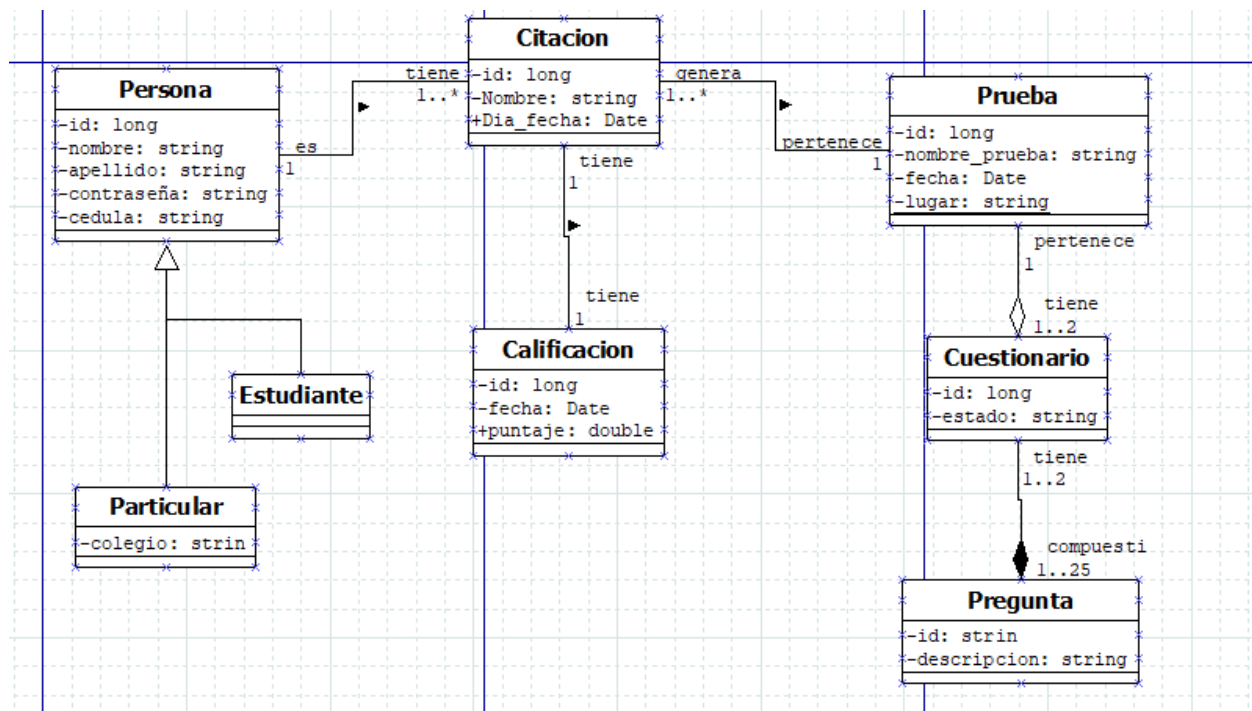 Persona
-id: long
-nombre: string
-apellido: string
-contraseña: string
-cedula: string
es
1
tiene
1..*
Citacion
-id: long
-Nombre: string
+Dia_fecha: Date
genera
1..*
pertenece
1
Prueba
-id: long
-nombre_prueba: string
-fecha: Date
-lugar: string
tiene
1
tiene
1
Calificacion
-id: long
-fecha: Date
+puntaje: double
Estudiante
Particular
-colegio: strin
pertenece
1
tiene
1..2
Cuestionario
-id: long
-estado: string
tiene
1..2
compuesti
1..25
Pregunta
-id: strin
-descripcion: string